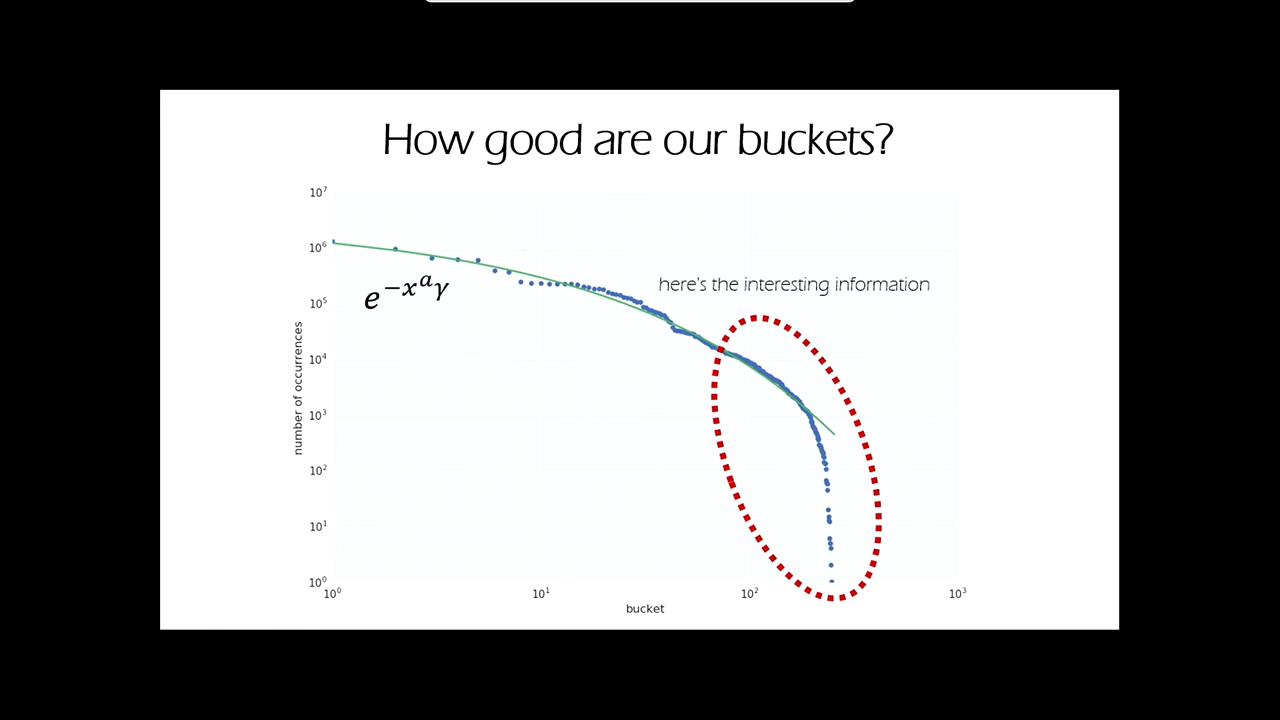 How good are our buckets?
10⁷
10⁶
10⁵
10⁴
10³
10²
10¹
10⁰
number of occurrences
e^{-x^aγ}
here's the interesting information
10⁰ 10¹ 10² 10³
bucket